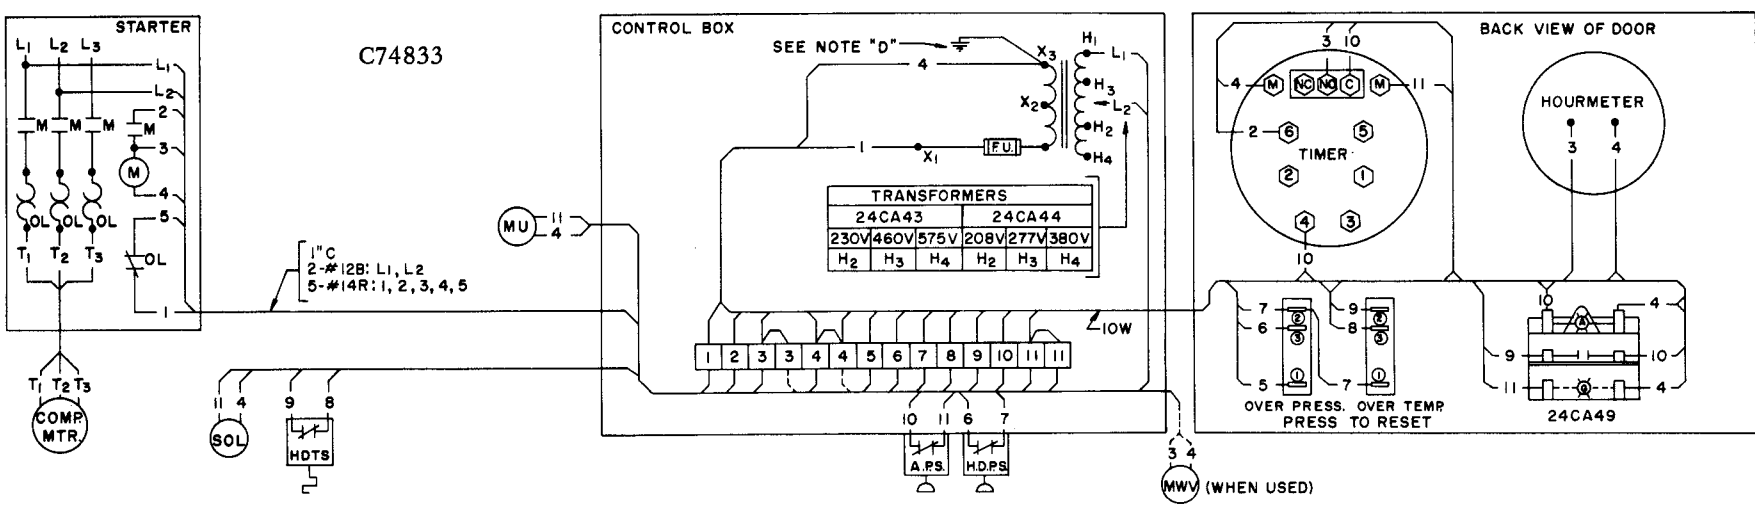 STARTER
L1 L2 L3
L1
L2
2
M M M M
3
M
4
5
OL OL OL
T1 T2 T3
OL
1
T1 T2 T3
COMP.
MTR.
C74833
1"C
2-#12B: L1, L2
5-#14R: 1, 2, 3, 4, 5
MU
11
4
11 4
SOL
9 8
HDTS
CONTROL BOX
SEE NOTE "D"
4
X3
X2
1
X1
F.U.
H1
L1
H3
L2
H2
H4
TRANSFORMERS
24CA43 24CA44
230V 460V 575V 208V 277V 380V
H2 H3 H4 H2 H3 H4
10W
1 2 3 3 4 4 5 6 7 8 9 10 11 11
10 11 6 7
A.P.S. H.D.P.S.
3 4
MWV (WHEN USED)
BACK VIEW OF DOOR
3 10
4 M NC NO C M 11
2 6 5
TIMER
2 1
4 3
10
HOURMETER
3 4
7 2
6 3
5 1
9 2
8 3
7 1
OVER PRESS. OVER TEMP.
PRESS TO RESET
10 4
A
9 10
11 G 4
24CA49